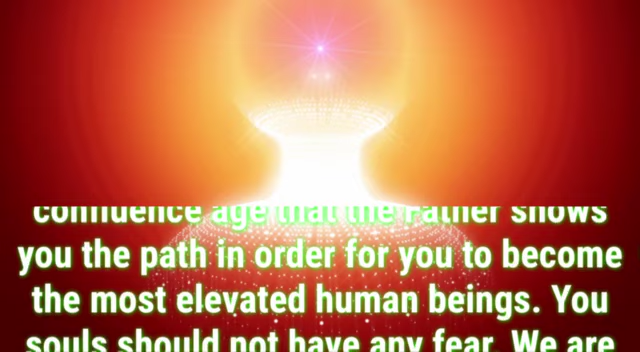 confluence age that the Father shows
you the path in order for you to become
the most elevated human beings. You
souls should not have any fear. We are